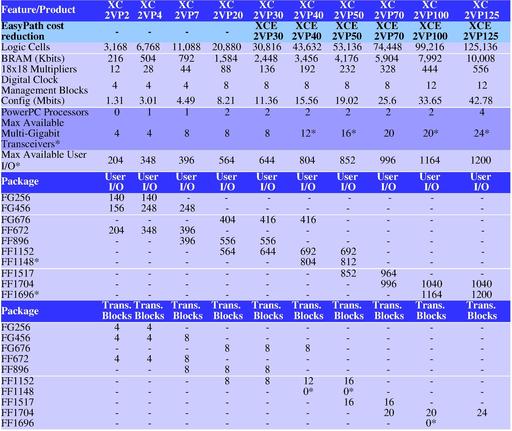 Feature/Product XC 2VP2 XC 2VP4 XC 2VP7 XC 2VP20 XC 2VP30 XC 2VP40 XC 2VP50 XC 2VP70 XC 2VP100 XC 2VP125
EasyPath cost reduction - - - - XCE 2VP30 XCE 2VP40 XCE 2VP50 XCE 2VP70 XCE 2VP100 XCE 2VP125
Logic Cells 3,168 6,768 11,088 20,880 30,816 43,632 53,136 74,448 99,216 125,136
BRAM (Kbits) 216 504 792 1,584 2,448 3,456 4,176 5,904 7,992 10,008
18x18 Multipliers 12 28 44 88 136 192 232 328 444 556
Digital Clock Management Blocks 4 4 4 8 8 8 8 8 12 12
Config (Mbits) 1.31 3.01 4.49 8.21 11.36 15.56 19.02 25.6 33.65 42.78
PowerPC Processors 0 1 1 2 2 2 2 2 2 4
Max Available Multi-Gigabit Transceivers* 4 4 8 8 8 12* 16* 20 20* 24*
Max Available User I/O* 204 348 396 564 644 804 852 996 1164 1200
Package User I/O User I/O User I/O User I/O User I/O User I/O User I/O User I/O User I/O User I/O
FG256 140 140 - - - - - - - -
FG456 156 248 248 - - - - - - -
FG676 - - - 404 416 416 - - - -
FF672 204 348 396 - - - - - - -
FF896 - - 396 556 556 - - - - -
FF1152 - - - 564 644 692 692 - - -
FF1148* - - - - - 804 812 - - -
FF1517 - - - - - - 852 964 - -
FF1704 - - - - - - - 996 1040 1040
FF1696* - - - - - - - - 1164 1200
Package Trans. Blocks Trans. Blocks Trans. Blocks Trans. Blocks Trans. Blocks Trans. Blocks Trans. Blocks Trans. Blocks Trans. Blocks Trans. Blocks
FG256 4 4 - - - - - - - -
FG456 4 4 8 - - - - - - -
FG676 - - - 8 8 8 - - - -
FF672 4 4 8 - - - - - - -
FF896 - - 8 8 8 - - - - -
FF1152 - - - 8 8 12 16 - - -
FF1148 - - - - - 0* 0* - - -
FF1517 - - - - - - 16 16 - -
FF1704 - - - - - - - 20 20 24
FF1696 - - - - - - - - 0* -